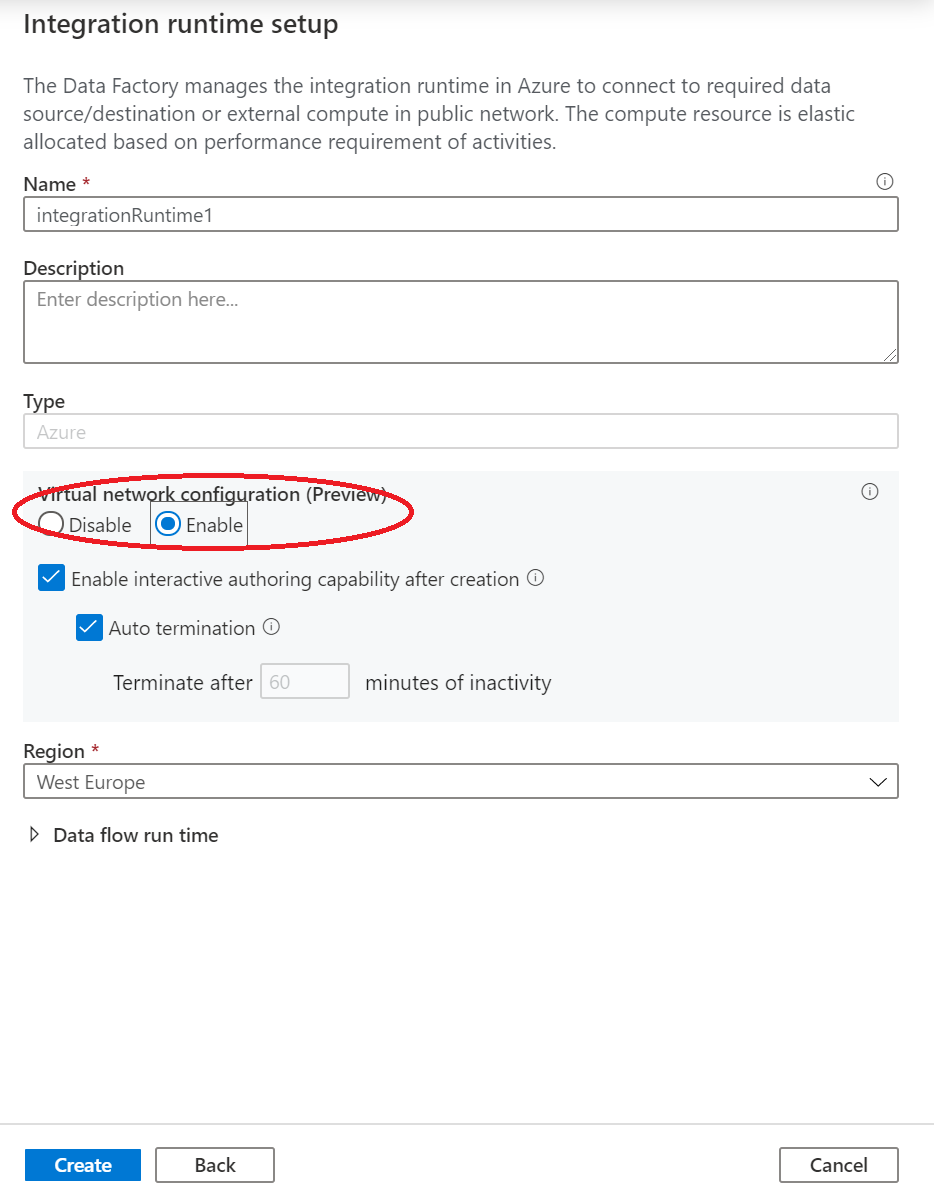 Integration runtime setup
The Data Factory manages the integration runtime in Azure to connect to required data
source/destination or external compute in public network. The compute resource is elastic
allocated based on performance requirement of activities.
Name *
integrationRuntime1
Description
Enter description here...
Type
Azure
Virtual network configuration (Preview)
Disable Enable
Enable interactive authoring capability after creation
Auto termination
Terminate after 60 minutes of inactivity
Region *
West Europe
Data flow run time
Create Back Cancel